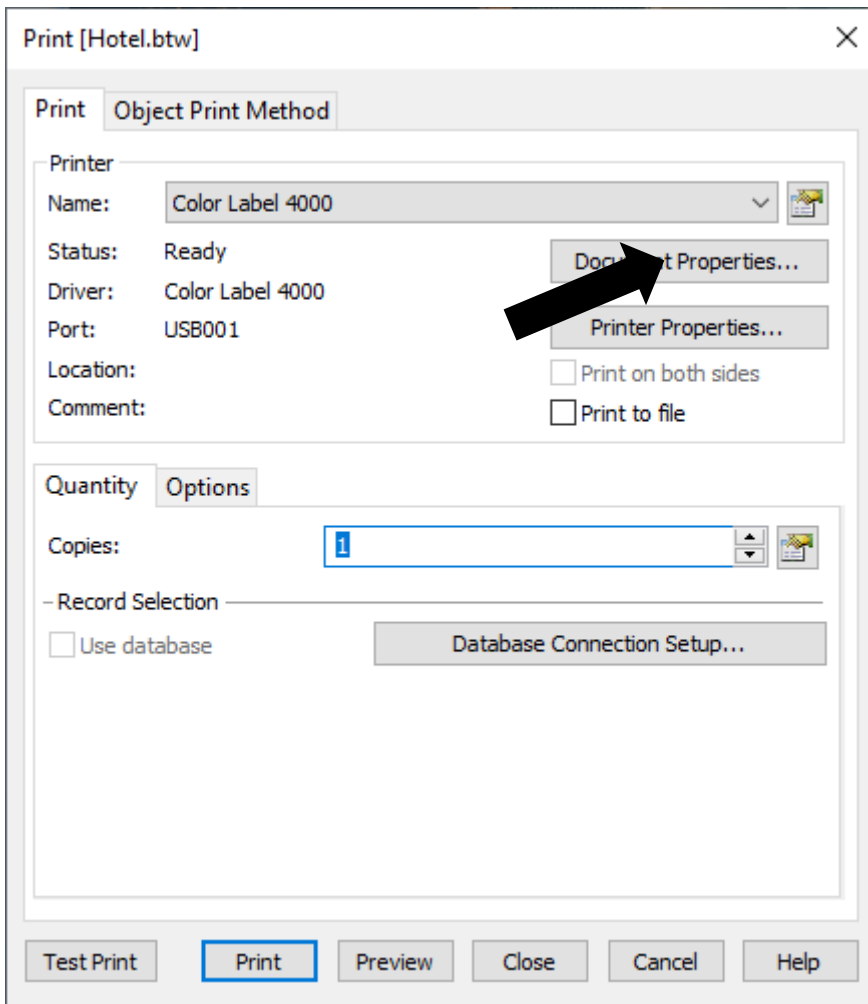 Print [Hotel.btw]
Print Object Print Method
Printer
Name: Color Label 4000
Status: Ready Document Properties...
Driver: Color Label 4000
Port: USB001 Printer Properties...
Location: Print on both sides
Comment: Print to file
Quantity Options
Copies: 1
Record Selection
Use database Database Connection Setup...
Test Print Print Preview Close Cancel Help